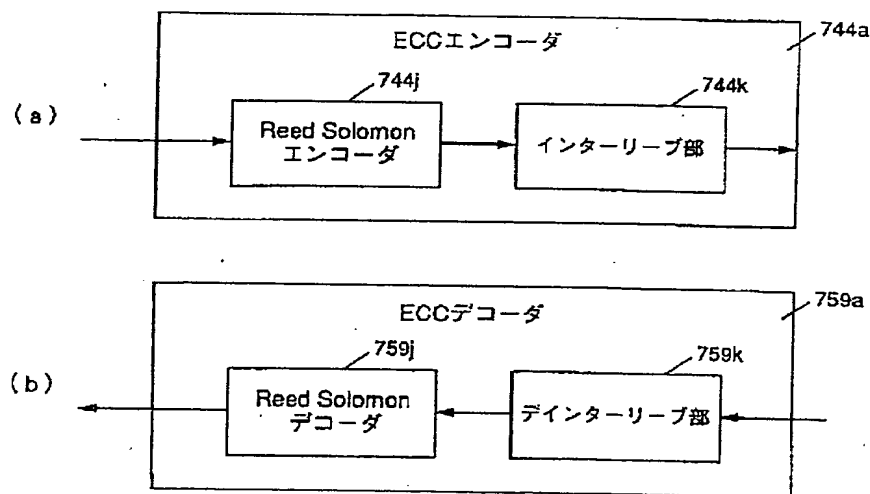 ECCエンコーダ
744a
(a)
744j
Reed Solomon
エンコーダ
744k
インターリーブ部
ECCデコーダ
759a
(b)
759j
Reed Solomon
デコーダ
759k
デインターリーブ部